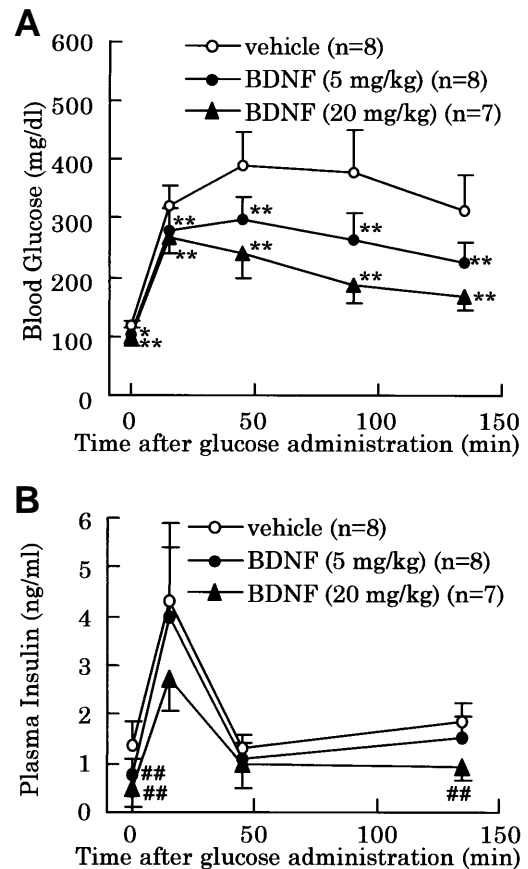 A
600
500
400
300
200
100
0
Blood Glucose (mg/dl)
vehicle (n=8)
BDNF (5 mg/kg) (n=8)
BDNF (20 mg/kg) (n=7)
*
**
**
**
**
**
**
**
**
**
0
50
100
150
Time after glucose administration (min)
B
6
5
4
3
2
1
0
Plasma Insulin (ng/ml)
vehicle (n=8)
BDNF (5 mg/kg) (n=8)
BDNF (20 mg/kg) (n=7)
##
##
##
0
50
100
150
Time after glucose administration (min)